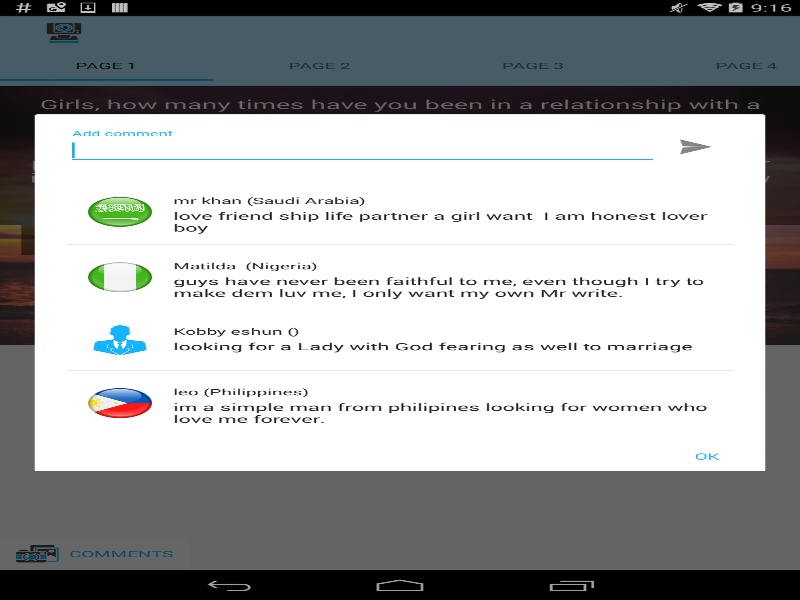 9:16
PAGE 1 PAGE 2 PAGE 3 PAGE 4
Girls, how many times have you been in a relationship with a
Add comment
mr khan (Saudi Arabia)
love friend ship life partner a girl want I am honest lover
boy
Matilda (Nigeria)
guys have never been faithful to me, even though I try to
make dem luv me, I only want my own Mr write.
Kobby eshun ()
looking for a Lady with God fearing as well to marriage
leo (Philippines)
im a simple man from philipines looking for women who
love me forever.
OK
COMMENTS